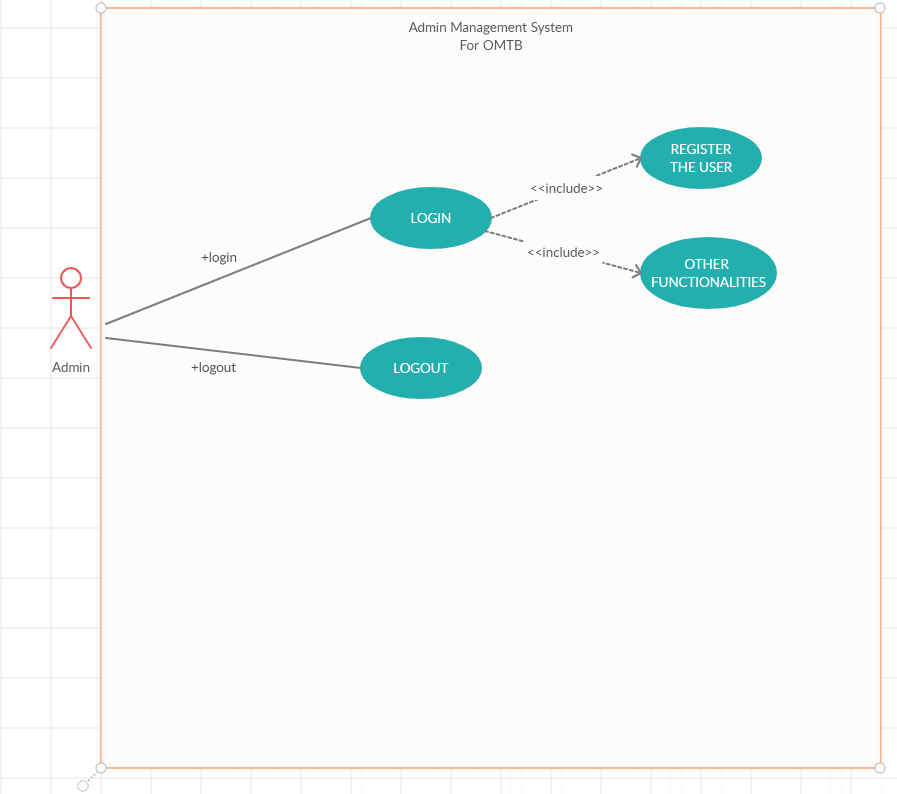 Admin Management System
For OMTB
REGISTER
THE USER
<<include>>
LOGIN
<<include>>
+login
OTHER
FUNCTIONALITIES
Admin
+logout
LOGOUT